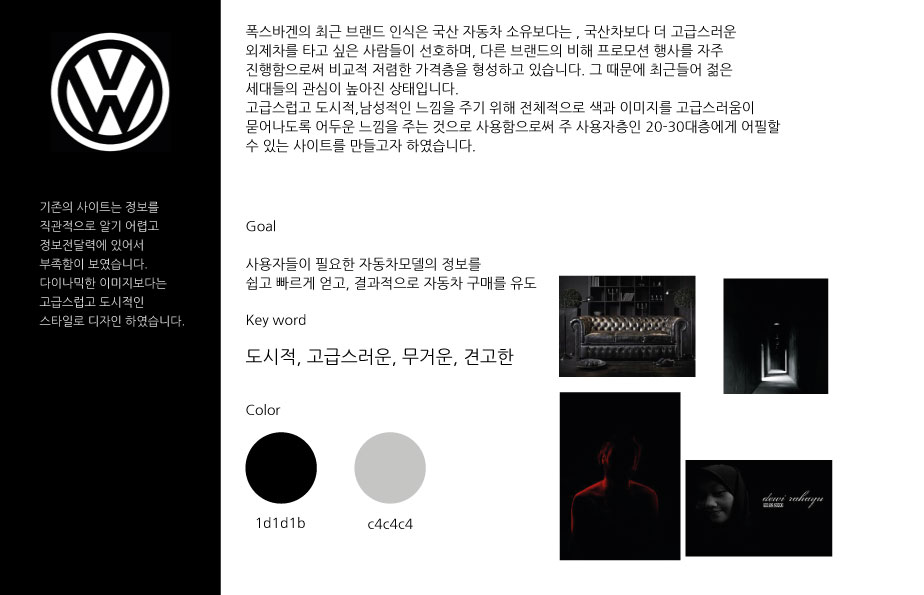 기존의 사이트는 정보를
직관적으로 알기 어렵고
정보전달력에 있어서
부족함이 보였습니다.
다이나믹한 이미지보다는
고급스럽고 도시적인
스타일로 디자인 하였습니다.
폭스바겐의 최근 브랜드 인식은 국산 자동차 소유보다는 , 국산차보다 더 고급스러운
외제차를 타고 싶은 사람들이 선호하며, 다른 브랜드의 비해 프로모션 행사를 자주
진행함으로써 비교적 저렴한 가격층을 형성하고 있습니다. 그 때문에 최근들어 젊은
세대들의 관심이 높아진 상태입니다.
고급스럽고 도시적,남성적인 느낌을 주기 위해 전체적으로 색과 이미지를 고급스러움이
묻어나도록 어두운 느낌을 주는 것으로 사용함으로써 주 사용자층인 20-30대층에게 어필할
수 있는 사이트를 만들고자 하였습니다.
Goal
사용자들이 필요한 자동차모델의 정보를
쉽고 빠르게 얻고, 결과적으로 자동차 구매를 유도
Key word
도시적, 고급스러운, 무거운, 견고한
Color
1d1d1b
c4c4c4
dewi rahayu